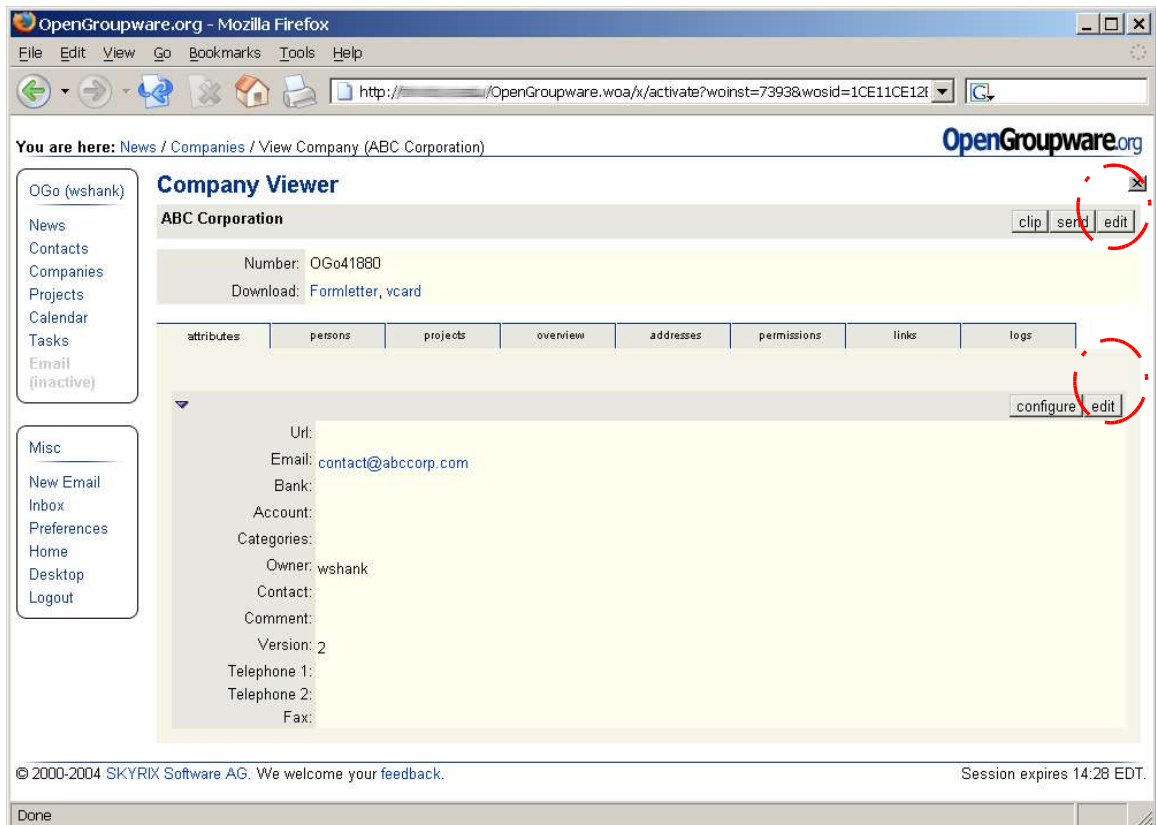 OpenGroupware.org - Mozilla Firefox
File Edit View Go Bookmarks Tools Help
http:// /OpenGroupware.woa/x/activate?woinst=7393&wosid=1CE11CE12
G
You are here: News / Companies / View Company (ABC Corporation)
OpenGroupware.org
OGo (wshank)
News
Contacts
Companies
Projects
Calendar
Tasks
Email
(inactive)
Misc
New Email
Inbox
Preferences
Home
Desktop
Logout
Company Viewer
ABC Corporation
clip send edit
Number: OGo41880
Download: Formletter, vcard
attributes persons projects overview addresses permissions links logs
configure edit
Url:
Email: contact@abccorp.com
Bank:
Account:
Categories:
Owner: wshank
Contact:
Comment:
Version: 2
Telephone 1:
Telephone 2:
Fax:
© 2000-2004 SKYRIX Software AG. We welcome your feedback.
Session expires 14:28 EDT.
Done